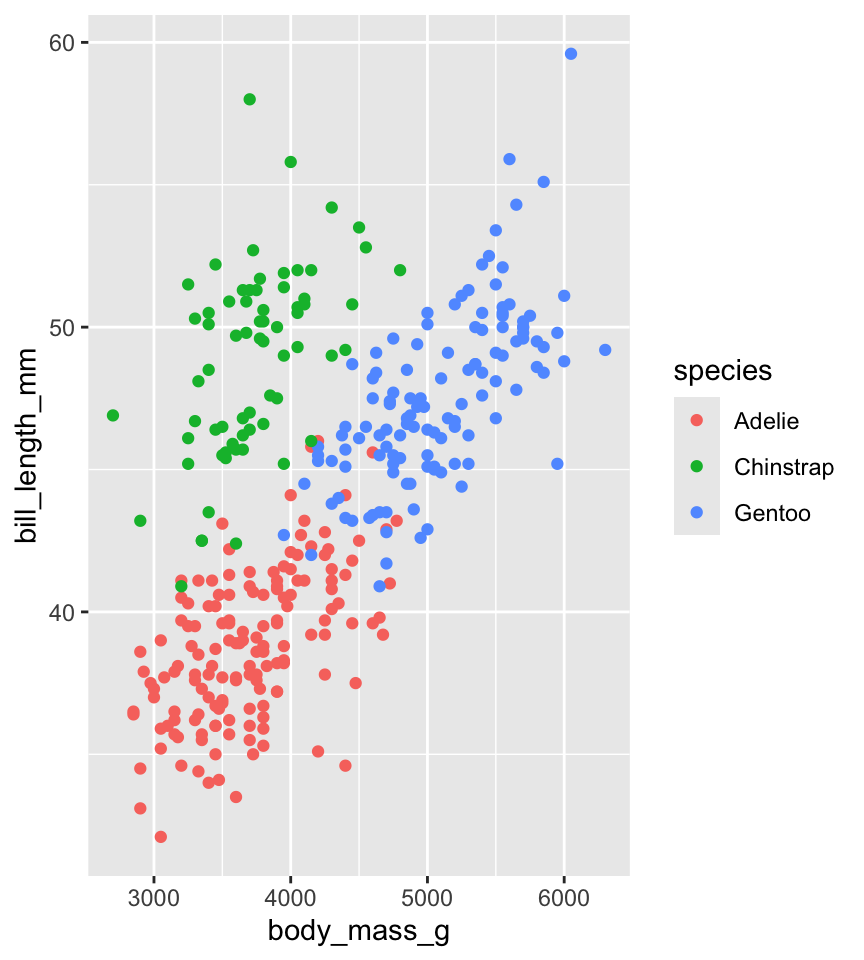 60
50
40
bill_length_mm
3000 4000 5000 6000
body_mass_g
species
Adelie
Chinstrap
Gentoo